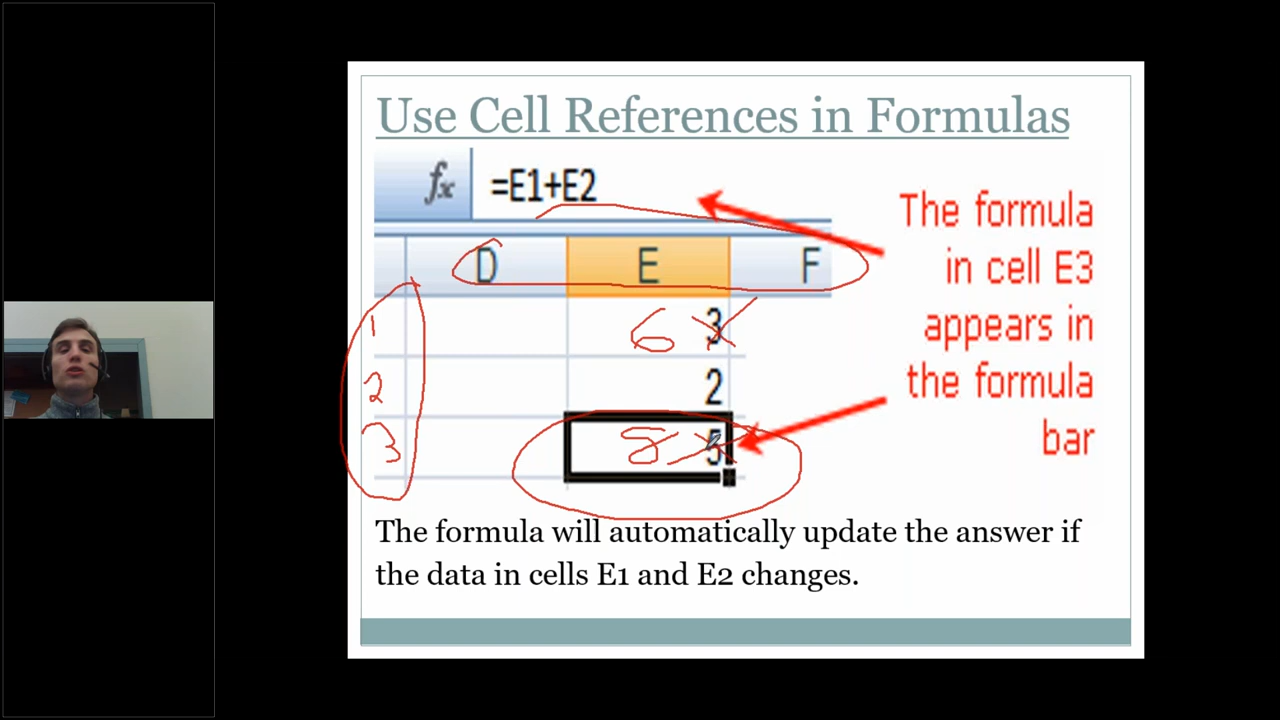 Use Cell References in Formulas
fx =E1+E2
D E F
1 6 3
2 2
3 8 5
The formula
in cell E3
appears in
the formula
bar
The formula will automatically update the answer if
the data in cells E1 and E2 changes.